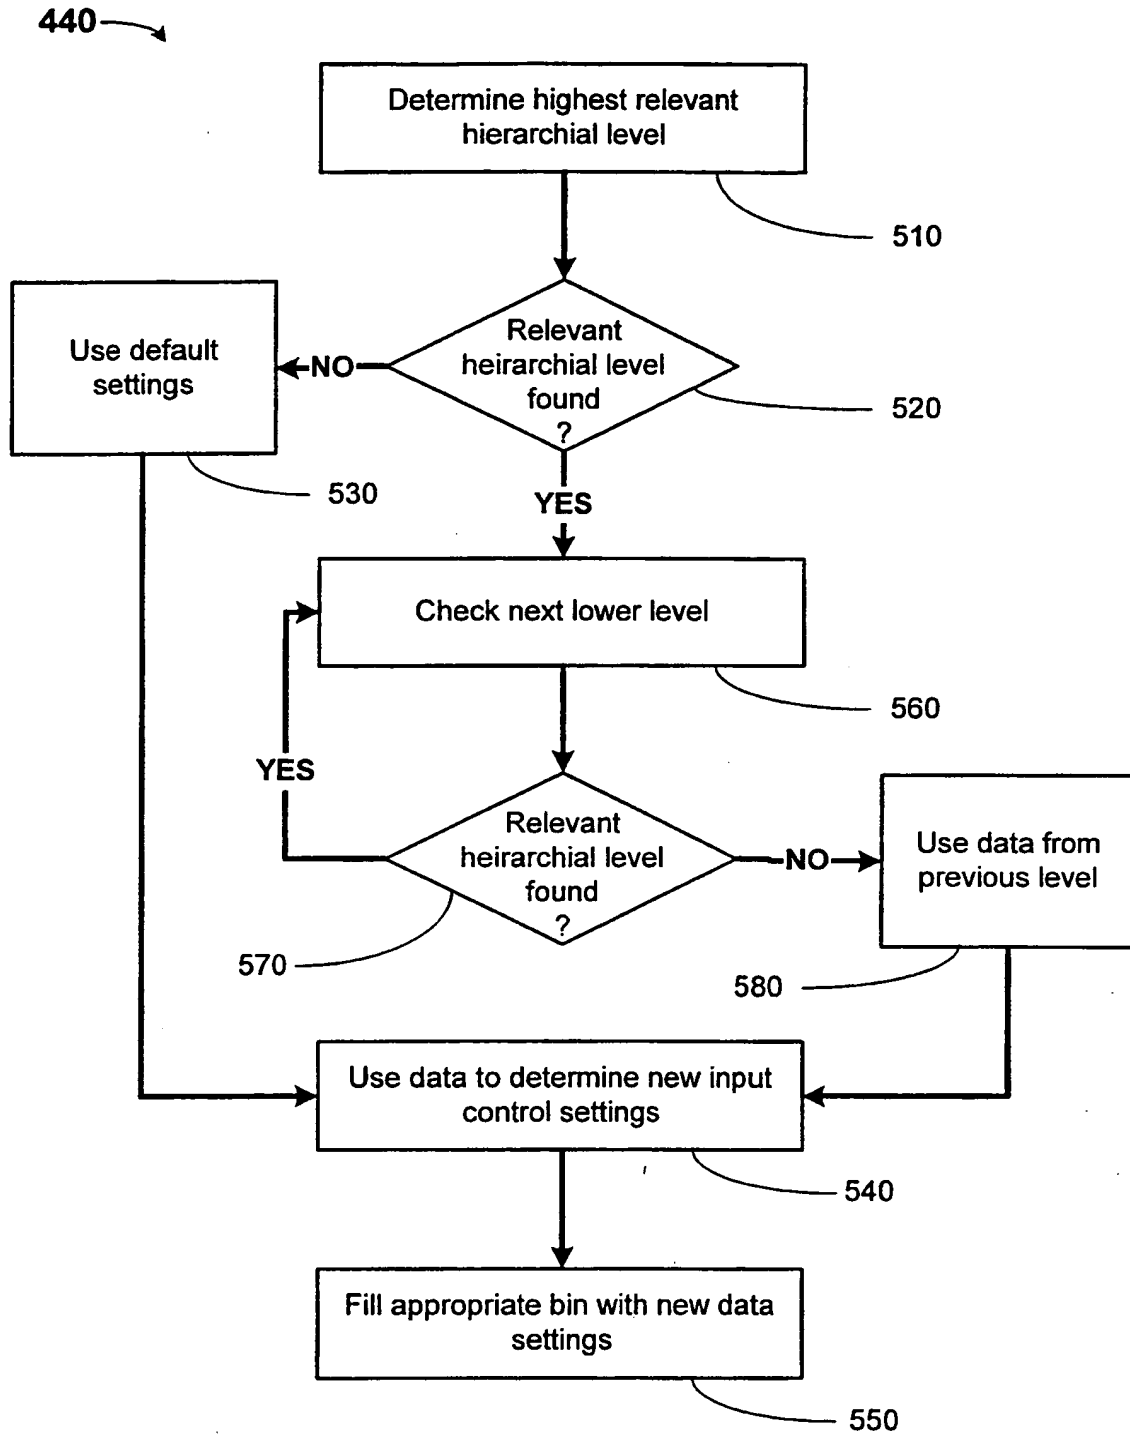 440
Determine highest relevant
hierarchial level
510
Relevant
heirarchial level
found
?
520
NO
Use default
settings
530
YES
Check next lower level
560
YES
Relevant
heirarchial level
found
?
570
NO
Use data from
previous level
580
Use data to determine new input
control settings
540
Fill appropriate bin with new data
settings
550